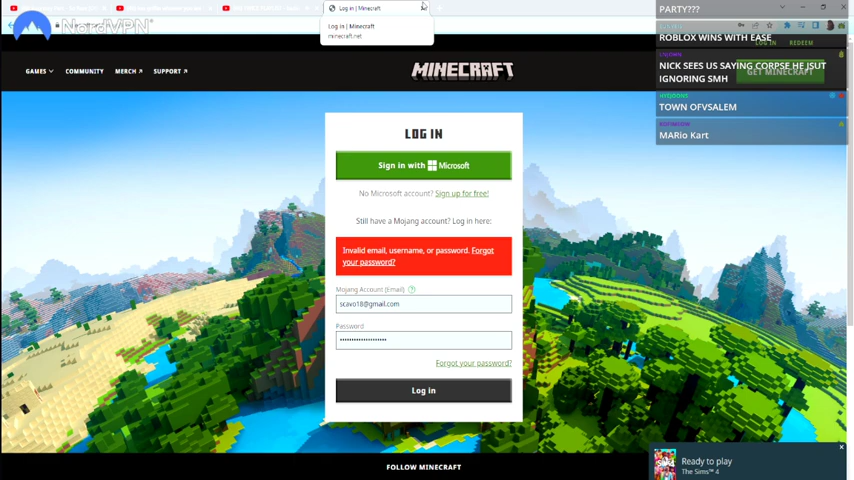 Log in | Minecraft
PARTY???
NordVPN
Log in | Minecraft
minecraft.net
ROBLOX WINS WITH EASE
LOG IN REDEEM
NICK SEES US SAYING CORPSE HE JSUT
IGNORING SMH
GET MINECRAFT
GAMES COMMUNITY MERCH SUPPORT
MINECRAFT
TOWN OFVSALEM
MARio Kart
LOG IN
Sign in with Microsoft
No Microsoft account? Sign up for free!
Still have a Mojang account? Log in here:
Invalid email, username, or password. Forgot
your password?
Mojang Account (Email) ?
scavo18@gmail.com
Password
••••••••••••••••••••
Forgot your password?
Log in
Ready to play
The Sims™ 4
FOLLOW MINECRAFT